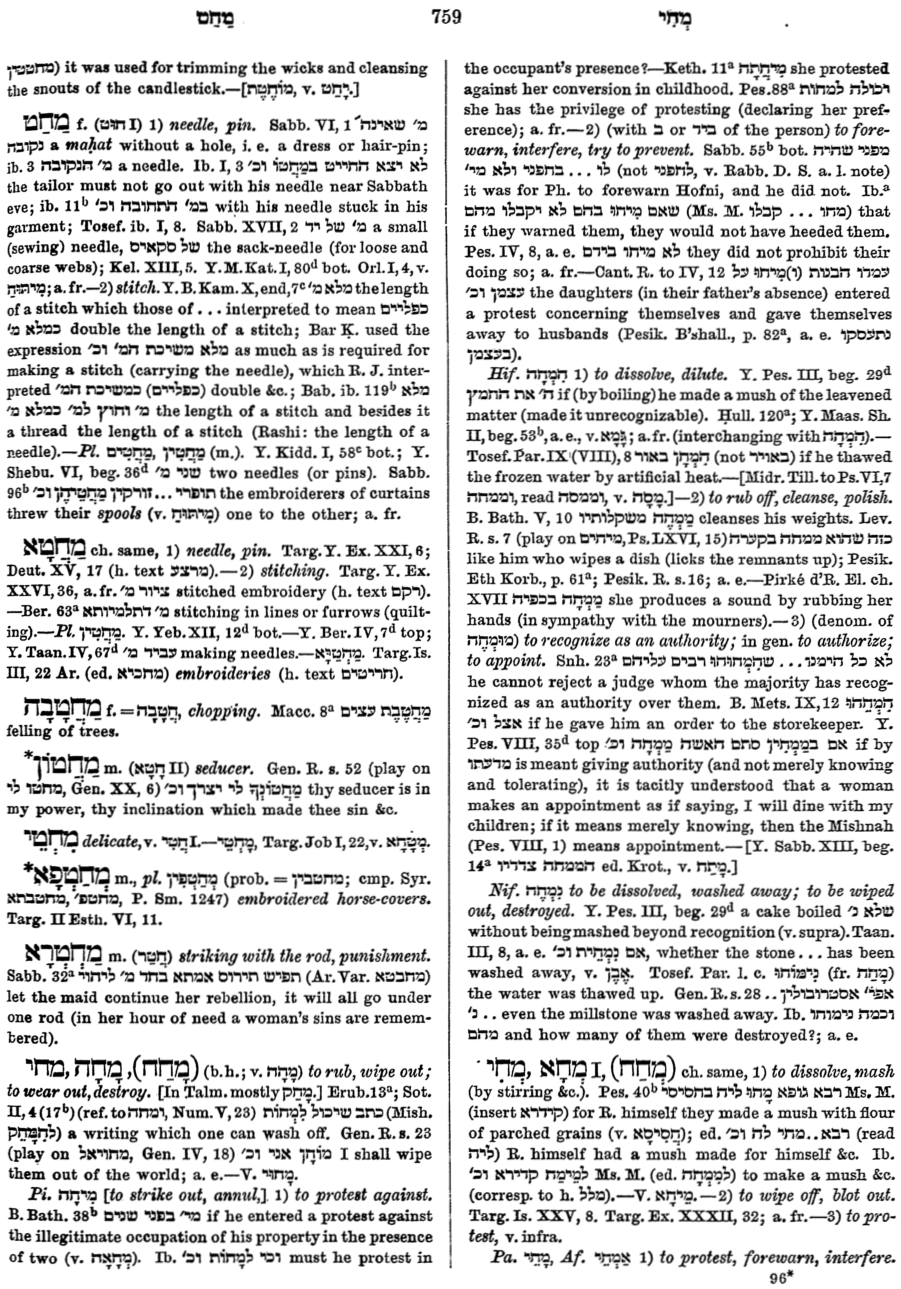 מַחַט
759
מְחִי
מחטטין) it was used for trimming the wicks and cleansing
the snouts of the candlestick.—[מוֹחֶטֶת, v. יָחַט.]
מַחַט f. (חוּט I) 1) needle, pin. Sabb. VI, 1 מ' שאינה
נקובה a maḥat without a hole, i. e. a dress or hair-pin;
ib. 3 מ' הנקובה a needle. Ib. I, 3 לא יצא החייט במַחֲטוֹ וכ'
the tailor must not go out with his needle near Sabbath
eve; ib. 11ᵇ במ' התחובה וכ' with his needle stuck in his
garment; Tosef. ib. I, 8. Sabb. XVII, 2 מ' של יד a small
(sewing) needle, של סקאים the sack-needle (for loose and
coarse webs); Kel. XIII, 5. Y. M. Kat. I, 80ᵈ bot. Orl. I, 4, v.
מְתִיחָה; a. fr.—2) stitch. Y. B. Kam. X, end, 7ᶜ מלא מ' the length
of a stitch which those of ... interpreted to mean כפליים
כמלא מ' double the length of a stitch; Bar K. used the
expression מלא משיכת המ' וכ' as much as is required for
making a stitch (carrying the needle), which R. J. inter-
preted כמשיכת המ' (כפליים) double &c.; Bab. ib. 119ᵇ מלא
מ' וחוץ למ' כמלא מ' the length of a stitch and besides it
a thread the length of a stitch (Rashi: the length of a
needle).—Pl. מְחָטִין, מְחָטִים (m.). Y. Kidd. I, 58ᶜ bot.; Y.
Shebu. VI, beg. 36ᵈ שני מ' two needles (or pins). Sabb.
96ᵇ תופרי ... זורקין מַחֲטֵיהֶן וכ' the embroiderers of curtains
threw their spools (v. מְתִיחָה) one to the other; a. fr.
מַחֲטָא ch. same, 1) needle, pin. Targ. Y. Ex. XXI, 6;
Deut. XV, 17 (h. text מרצע).—2) stitching. Targ. Y. Ex.
XXVI, 36, a. fr. ציור מ' stitched embroidery (h. text רקם).
—Ber. 63ᵃ מ' דתלמיותא stitching in lines or furrows (quilt-
ing).—Pl. מַחֲטִין. Y. Yeb. XII, 12ᵈ bot.—Y. Ber. IV, 7ᵈ top;
Y. Taan. IV, 67ᵈ עביד מ' making needles.—מַחֲטַיָּא. Targ. Is.
III, 22 Ar. (ed. מחכיא) embroideries (h. text חריטים).
מַחֲטָבָה f. = חֲטָבָה, chopping. Macc. 8ᵃ מַחֲטֶבֶת עצים
felling of trees.
*מַחֲטוֹן m. (חָטָא II) seducer. Gen. R. s. 52 (play on
מחטו לי, Gen. XX, 6) מַחֲטוֹנְךָ לי יצרך וכ' thy seducer is in
my power, thy inclination which made thee sin &c.
מְחַטֵי delicate, v. חֲטֵי I.—מְחַטֵי, Targ. Job I, 22, v. מְטָחָא.
*מְחַטְפָא m., pl. מְחַטְפִין (prob. = מחטבין; cmp. Syr.
מחטפ', מחטבתא, P. Sm. 1247) embroidered horse-covers.
Targ. II Esth. VI, 11.
מַחְטְרָא m. (חטר) striking with the rod, punishment.
Sabb. 32ᵃ תפיש תירוס אמתא בחד מ' ליהוי (Ar. Var. מחבטא)
let the maid continue her rebellion, it will all go under
one rod (in her hour of need a woman's sins are remem-
bered).
מחי, מָחָה, (מָחַח) (b. h.; v. מָחָה) to rub, wipe out;
to wear out, destroy. [In Talm. mostly מָחַק.] Erub. 13ᵃ; Sot.
II, 4 (17ᵇ) (ref. to ומחה, Num. V, 23) כתב שיכול לִמָּחוֹת (Mish.
לְהִמָּחֵק) a writing which one can wash off. Gen. R. s. 23
(play on מחויאל, Gen. IV, 18) מוֹחָן אני וכ' I shall wipe
them out of the world; a. e.—V. מָחוּי.
Pi. מִיחָה [to strike out, annul,] 1) to protest against.
B. Bath. 38ᵇ מי' בפני שנים if he entered a protest against
the illegitimate occupation of his property in the presence
of two (v. מְחָאָה). Ib. וכי לִמְחוֹת וכ' must he protest in
the occupant's presence?—Keth. 11ᵃ מִיחֲתָה she protested
against her conversion in childhood. Pes. 88ᵃ יכולה למחות
she has the privilege of protesting (declaring her pref-
erence); a. fr.—2) (with ב or ביד of the person) to fore-
warn, interfere, try to prevent. Sabb. 55ᵇ bot. מפני שהיה
לו ... בחפני ולא מי' (not לחפני, v. Rabb. D. S. a. l. note)
it was for Ph. to forewarn Hofni, and he did not. Ib.ᵃ
שאם מיחו בהם לא יקבלו מהם (Ms. M. מחו ... קבלו) that
if they warned them, they would not have heeded them.
Pes. IV, 8, a. e. לא מיחו בידם they did not prohibit their
doing so; a. fr.—Cant. R. to IV, 12 עמדו הבנות (ו)מִיחוּ על
עצמן וכ' the daughters (in their father's absence) entered
a protest concerning themselves and gave themselves
away to husbands (Pesik. B'shall., p. 82ᵃ, a. e. נתעסקו
בעצמן).
Hif. הִמְחָה 1) to dissolve, dilute. Y. Pes. III, beg. 29ᵈ
ה' את החמץ if (by boiling) he made a mush of the leavened
matter (made it unrecognizable). Ḥull. 120ᵃ; Y. Maas. Sh.
II, beg. 53ᵇ, a. e., v. גָּמָא; a. fr. (interchanging with הִמְחָה).—
Tosef. Par. IX (VIII), 8 הִמְחָן באור (not באויר) if he thawed
the frozen water by artificial heat.—[Midr. Till. to Ps. VI, 7
וממחה, read וממסה, v. מָסָה.]—2) to rub off, cleanse, polish.
B. Bath. V, 10 מַמְחֶה משקלותיו cleanses his weights. Lev.
R. s. 7 (play on מיחים, Ps. LXVI, 15) כזה שהוא ממחה בקערה
like him who wipes a dish (licks the remnants up); Pesik.
Eth Korb., p. 61ᵃ; Pesik. R. s. 16; a. e.—Pirké d'R. El. ch.
XVII מַמְחָה בכפיה she produces a sound by rubbing her
hands (in sympathy with the mourners).—3) (denom. of
מוּמְחֶה) to recognize as an authority; in gen. to authorize;
to appoint. Snh. 23ᵃ לא כל הימנו ... שהִמְחוּהוּ רבים עליהם
he cannot reject a judge whom the majority has recog-
nized as an authority over them. B. Mets. IX, 12 הִמְחֵהוּ
אצל וכ' if he gave him an order to the storekeeper. Y.
Pes. VIII, 35ᵈ top אם בּמַמְחִין סתם האשה מַמְחָה וכ' if by
מדעתו is meant giving authority (and not merely knowing
and tolerating), it is tacitly understood that a woman
makes an appointment as if saying, I will dine with my
children; if it means merely knowing, then the Mishnah
(Pes. VIII, 1) means appointment.—[Y. Sabb. XIII, beg.
14ᵃ הממחה צדדיו ed. Krot., v. מָתַח.]
Nif. נִמְחָה to be dissolved, washed away; to be wiped
out, destroyed. Y. Pes. III, beg. 29ᵈ a cake boiled שלא נ'
without being mashed beyond recognition (v. supra). Taan.
III, 8, a. e. אם נִמְחֵית וכ', whether the stone ... has been
washed away, v. אֶבֶן. Tosef. Par. l. c. נִימּוֹחוּ (fr. מָחַח)
the water was thawed up. Gen. R. s. 28 .. אפי' אסטרובולין
נ' .. even the millstone was washed away. Ib. וכמה נימוחו
מהם and how many of them were destroyed?; a. e.
מְחָא, מְחִי I, (מְחַח) ch. same, 1) to dissolve, mash
(by stirring &c.). Pes. 40ᵇ רבא גופא מָחוּ ליה בחסיסי Ms. M.
(insert קידרא) for R. himself they made a mush with flour
of parched grains (v. חֲסִיסָא); ed. רבא..מחי לה וכ' (read
ליה) R. himself had a mush made for himself &c. Ib.
לְמִימַח קדירא וכ' Ms. M. (ed. לְמַמְחָה) to make a mush &c.
(corresp. to h. מלל).—V. מְיחָא.—2) to wipe off, blot out.
Targ. Is. XXV, 8. Targ. Ex. XXXII, 32; a. fr.—3) to pro-
test, v. infra.
Pa. מַחֵי, Af. אַמְחֵי 1) to protest, forewarn, interfere.
96*